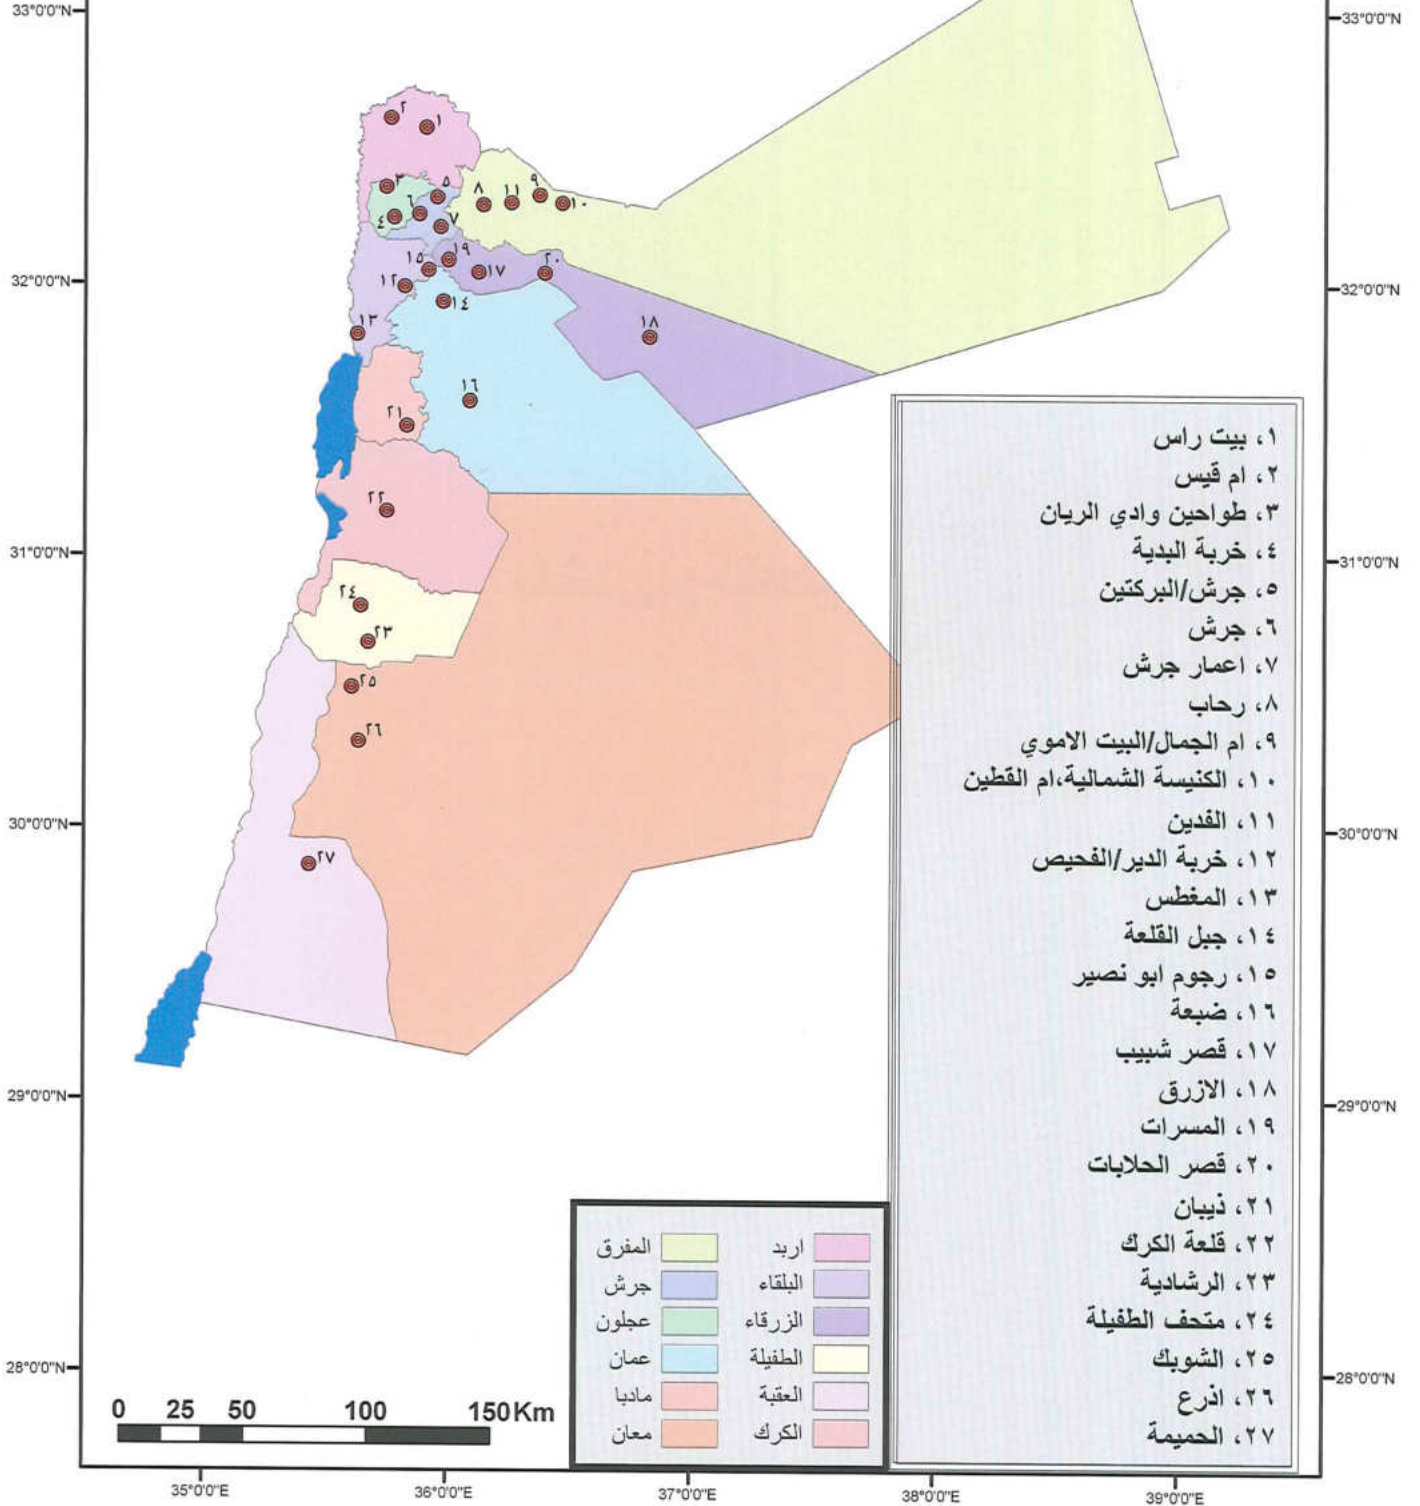 33°0'0"N
33°0'0"N
٢
١
٣
٥
٩
٨
١١
٦
١٠
٤
٧
١٩
١٥
١٧
٢٠
32°0'0"N
١٢
32°0'0"N
١٤
١٣
١٨
١٦
٢١
٢٢
31°0'0"N
31°0'0"N
٢٤
٢٣
٢٥
٢٦
30°0'0"N
30°0'0"N
٢٧
29°0'0"N
29°0'0"N
28°0'0"N
28°0'0"N
١، بيت راس
٢، ام قيس
٣، طواحين وادي الريان
٤، خربة البدية
٥، جرش/البركتين
٦، جرش
٧، اعمار جرش
٨، رحاب
٩، ام الجمال/البيت الاموي
١٠، الكنيسة الشمالية،ام القطين
١١، الفدين
١٢، خربة الدير/الفحيص
١٣، المغطس
١٤، جبل القلعة
١٥، رجوم ابو نصير
١٦، ضبعة
١٧، قصر شبيب
١٨، الازرق
١٩، المسرات
٢٠، قصر الحلابات
٢١، ذيبان
٢٢، قلعة الكرك
٢٣، الرشادية
٢٤، متحف الطفيلة
٢٥، الشوبك
٢٦، اذرع
٢٧، الحميمة
اربد
المفرق
البلقاء
جرش
الزرقاء
عجلون
الطفيلة
عمان
العقبة
مادبا
الكرك
معان
0 25 50 100 150Km
35°0'0"E 36°0'0"E 37°0'0"E 38°0'0"E 39°0'0"E